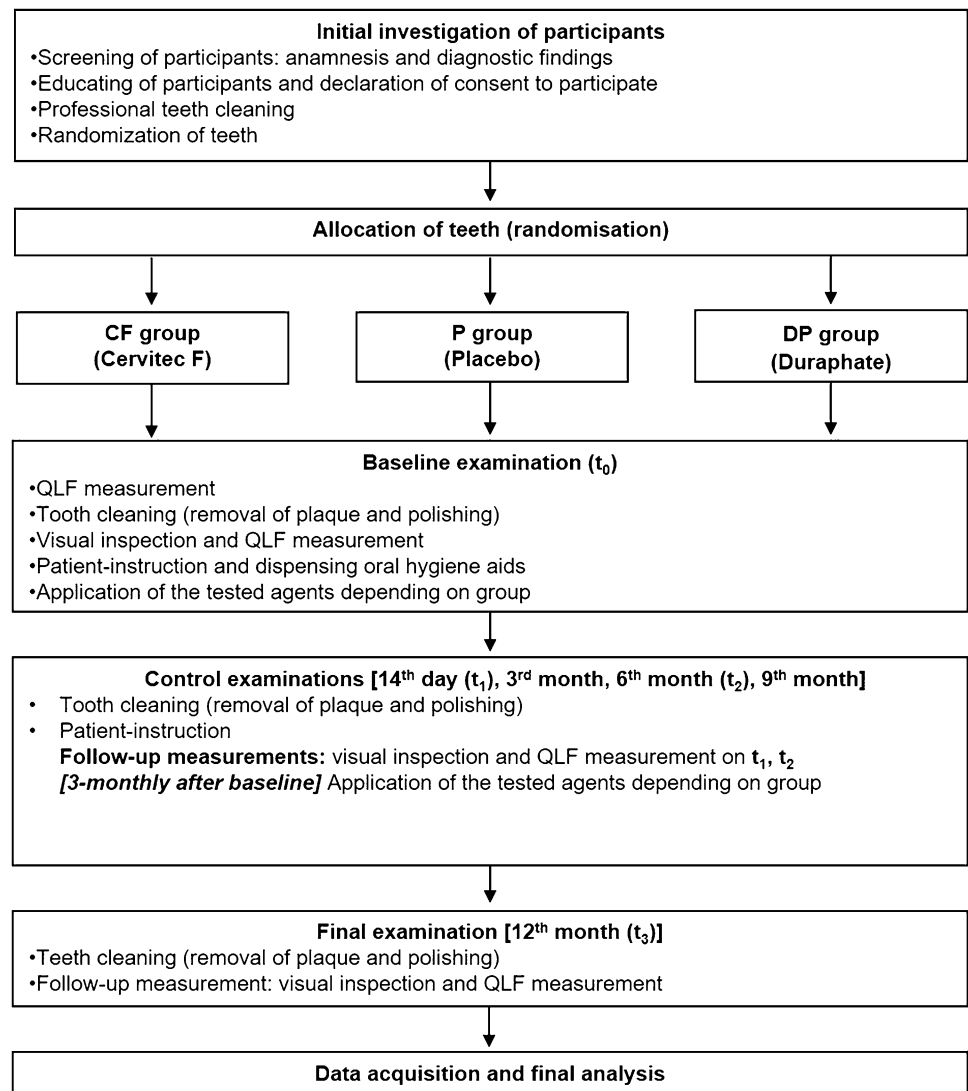 Initial investigation of participants
•Screening of participants: anamnesis and diagnostic findings
•Educating of participants and declaration of consent to participate
•Professional teeth cleaning
•Randomization of teeth
Allocation of teeth (randomisation)
CF group
(Cervitec F)
P group
(Placebo)
DP group
(Duraphate)
Baseline examination (t₀)
•QLF measurement
•Tooth cleaning (removal of plaque and polishing)
•Visual inspection and QLF measurement
•Patient-instruction and dispensing oral hygiene aids
•Application of the tested agents depending on group
Control examinations [14ᵗʰ day (t₁), 3ʳᵈ month, 6ᵗʰ month (t₂), 9ᵗʰ month]
• Tooth cleaning (removal of plaque and polishing)
• Patient-instruction
Follow-up measurements: visual inspection and QLF measurement on t₁, t₂
[3-monthly after baseline] Application of the tested agents depending on group
Final examination [12ᵗʰ month (t₃)]
•Teeth cleaning (removal of plaque and polishing)
•Follow-up measurement: visual inspection and QLF measurement
Data acquisition and final analysis